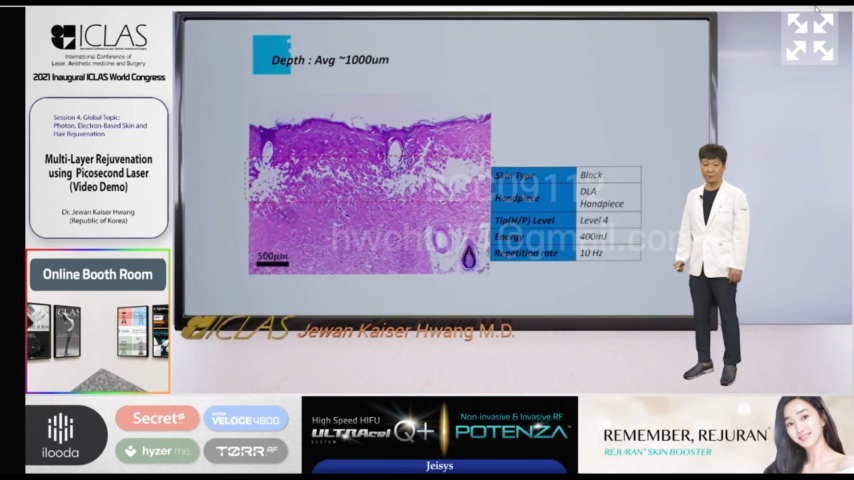 ICLAS
International Conference of
Laser, Aesthetic medicine and Surgery
2021 Inaugural ICLAS World Congress
Session 4. Global Topic:
Photon, Electron-Based Skin and
Hair Rejuvenation
Multi-Layer Rejuvenation
using Picosecond Laser
(Video Demo)
Dr. Jewan Kaiser Hwang
(Republic of Korea)
Online Booth Room
Depth : Avg ~1000um
500µm
Skin Type Black
Handpiece DLA Handpiece
Tip(H/P) Level Level 4
Energy 400mJ
Repetition rate 10 Hz
ICLAS Jewan Kaiser Hwang M.D.
ilooda
Secret
VELOCE 4800
hyzer me.
TORR RF
High Speed HIFU
ULTRAcel Q+
SYSTEM
Non-invasive & Invasive RF
POTENZA
Jeisys
REMEMBER, REJURAN®
REJURAN® SKIN BOOSTER